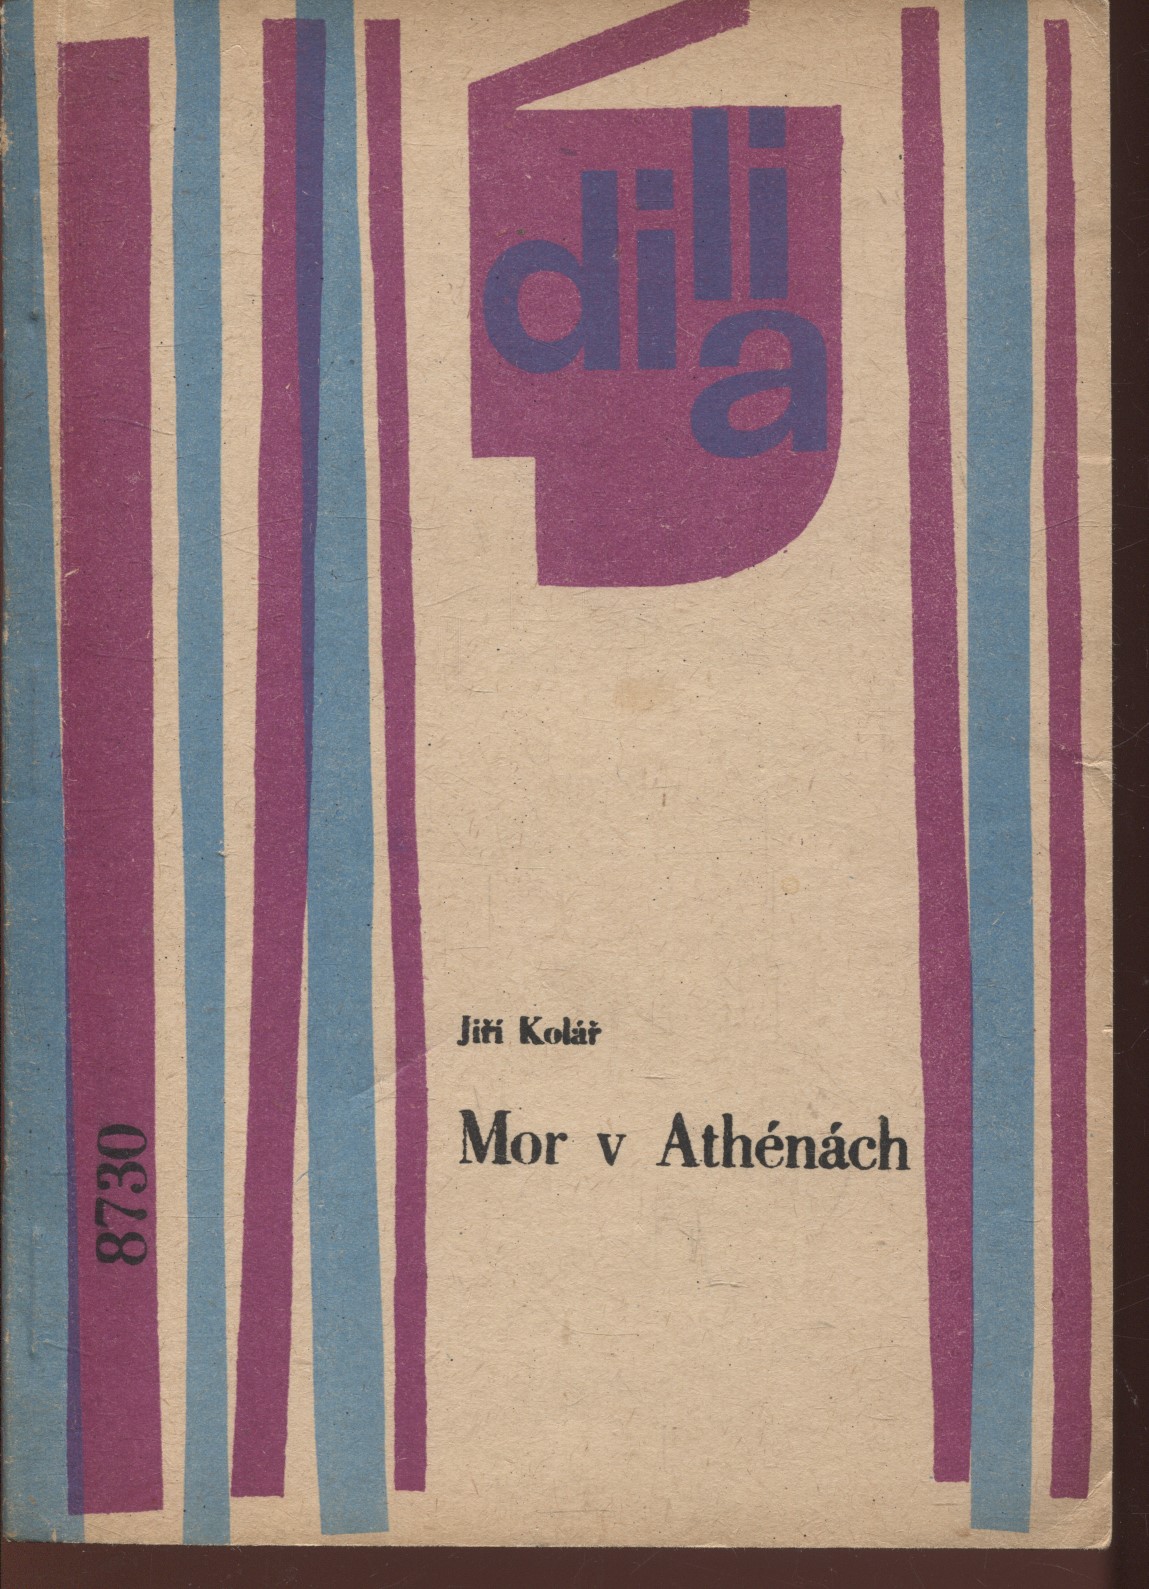 dilia
Jiří Kolář
Mor v Athénách
8730